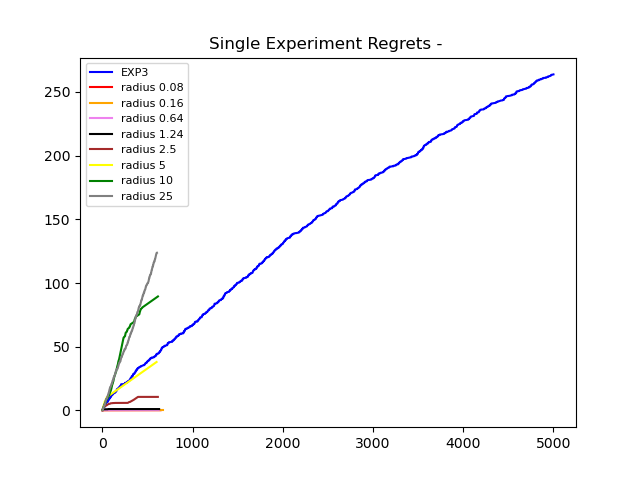 Single Experiment Regrets -
EXP3
radius 0.08
radius 0.16
radius 0.64
radius 1.24
radius 2.5
radius 5
radius 10
radius 25
250
200
150
100
50
0
0 1000 2000 3000 4000 5000